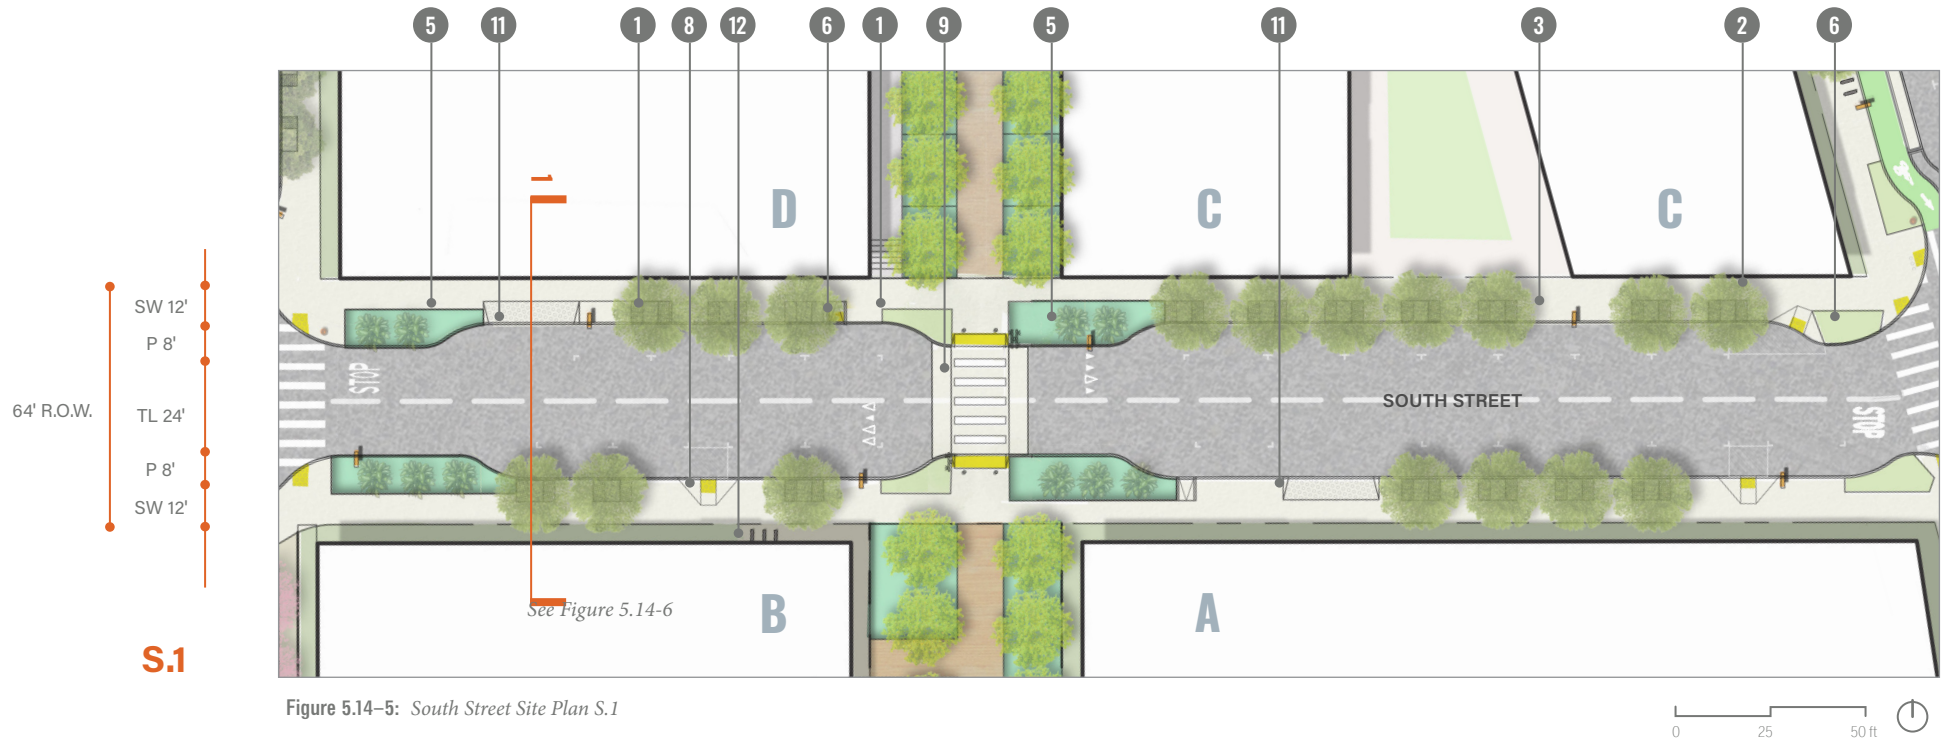 5 11 1 8 12 6 1 9 5 11 3 2 6
1
D C C
SW 12'
P 8'
64' R.O.W.
TL 24'
P 8'
SW 12'
STOP
SOUTH STREET
STOP
See Figure 5.14-6
B A
S.1
Figure 5.14–5: South Street Site Plan S.1
0 25 50 ft